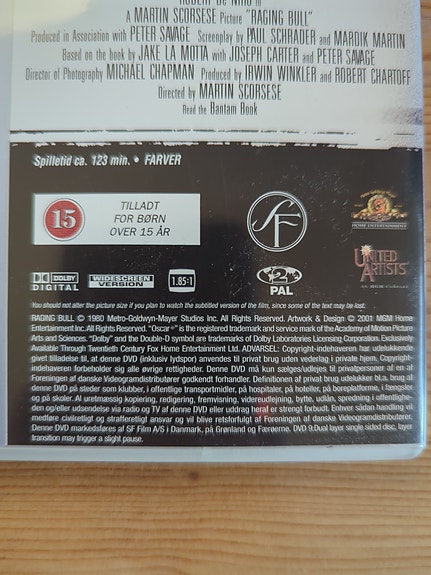 ROBERT DE NIRO in
A MARTIN SCORSESE Picture "RAGING BULL"
Produced in Association with PETER SAVAGE Screenplay by PAUL SCHRADER and MARDIK MARTIN
Based on the book by JAKE LA MOTTA with JOSEPH CARTER and PETER SAVAGE
Director of Photography MICHAEL CHAPMAN Produced by IRWIN WINKLER and ROBERT CHARTOFF
Directed by MARTIN SCORSESE
Read the Bantam Book
Spilletid ca. 123 min. • FARVER
15
TILLADT
FOR BØRN
OVER 15 ÅR
SF
HOME ENTERTAINMENT
UNITED
ARTISTS
DOLBY
DIGITAL
WIDESCREEN
VERSION
1.85:1
2
PAL
You should not alter the picture size if you plan to watch the subtitled version of the film, since some of the text may be lost.
RAGING BULL © 1980 Metro-Goldwyn-Mayer Studios Inc. All Rights Reserved. Artwork & Design © 2001 MGM Home
Entertainment Inc. All Rights Reserved. "Oscar®" is the registered trademark and service mark of the Academy of Motion Picture
Arts and Sciences. "Dolby" and the Double-D symbol are trademarks of Dolby Laboratories Licensing Corporation. Exclusively
Available Through Twentieth Century Fox Home Entertainment Ltd. ADVARSEL: Copyright-indehaveren har udelukkende
givet tilladelse til, at denne DVD (inklusiv lydspor) anvendes til privat brug uden vederlag i private hjem. Copyright-
indehaveren forbeholder sig alle øvrige rettigheder. Denne DVD må kun sælges/udlejes til privatpersoner af en af
Foreningen af danske Videogramdistributører godkendt forhandler. Definitionen af privat brug udelukker bl.a. brug af
denne DVD på steder som klubber, i offentlige transportmidler, på hospitaler, på hoteller, på boreplatforme, i fængsler
og på skoler. Al uretmæssig kopiering, redigering, fremvisning, videreudlejning, bytte, udlån, spredning i offentlighe-
den og/eller udsendelse via radio og TV af denne DVD eller uddrag heraf er strengt forbudt. Enhver sådan handling vil
medføre civilretligt og strafferetligt ansvar og vil blive retsforfulgt af Foreningen af danske Videogramdistributører.
Denne DVD markedsføres af SF Film A/S i Danmark, på Grønland og Færøerne. DVD 9:Dual layer single sided disc, layer
transition may trigger a slight pause.